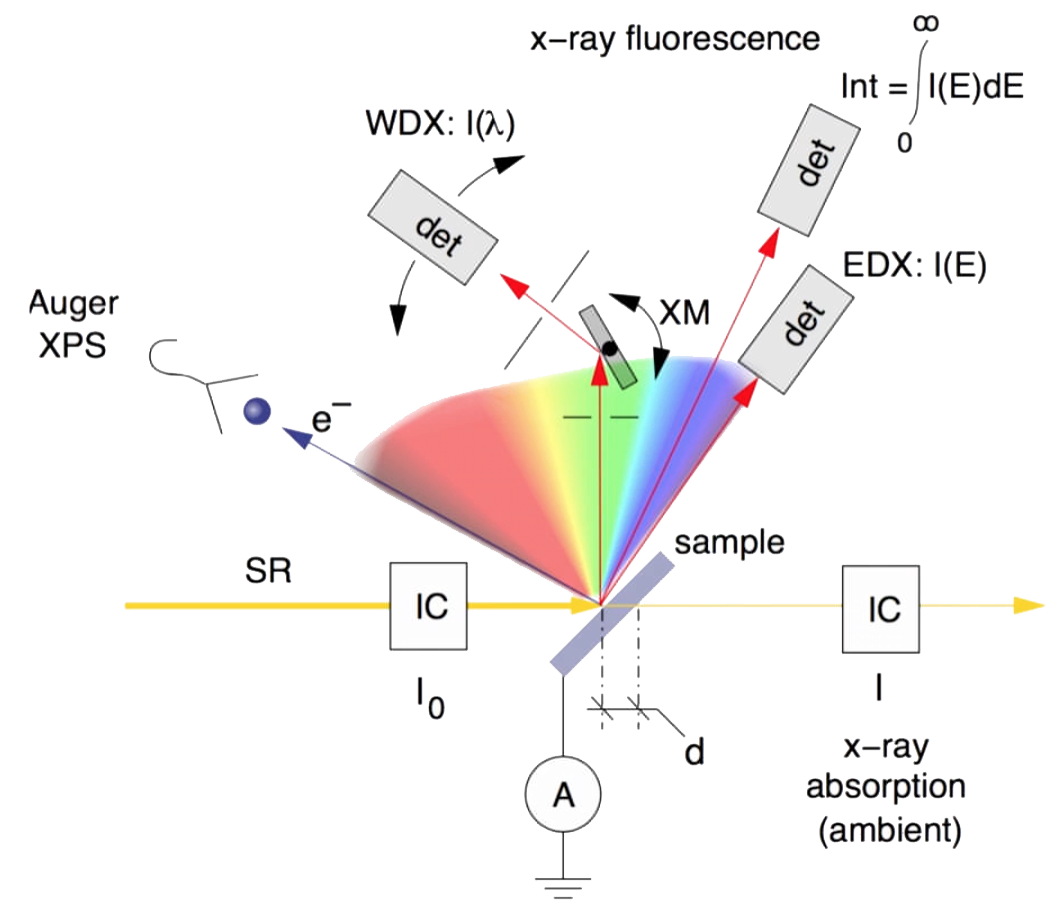 x−ray fluorescence
∞
Int = ∫ I(E)dE
0
WDX: I(λ)
det
det
EDX: I(E)
det
XM
Auger
XPS
e−
sample
SR
IC
IC
I0
I
d
x−ray
absorption
(ambient)
A